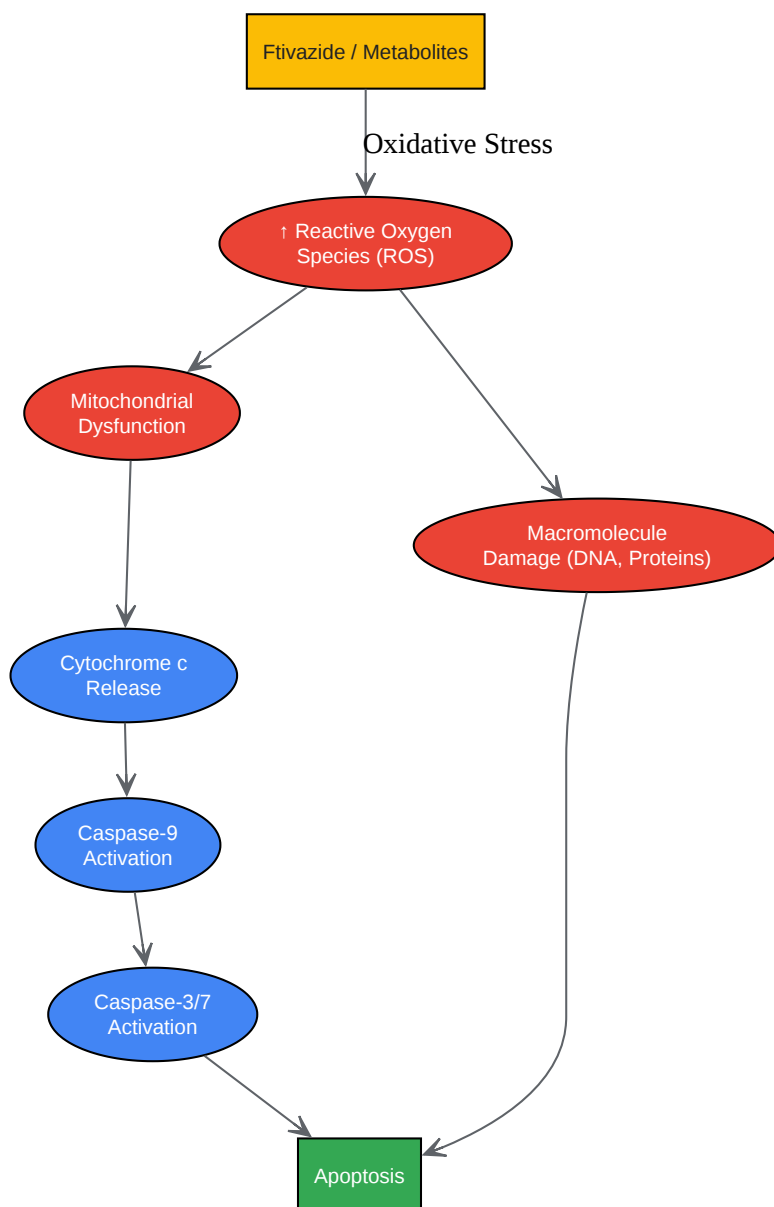 Ftivazide / Metabolites
Oxidative Stress
↑ Reactive Oxygen
Species (ROS)
Mitochondrial
Dysfunction
Macromolecule
Damage (DNA, Proteins)
Cytochrome c
Release
Caspase-9
Activation
Caspase-3/7
Activation
Apoptosis